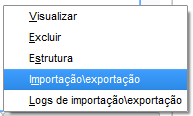 Visualizar
Excluir
Estrutura
Importação\exportação
Logs de importação\exportação